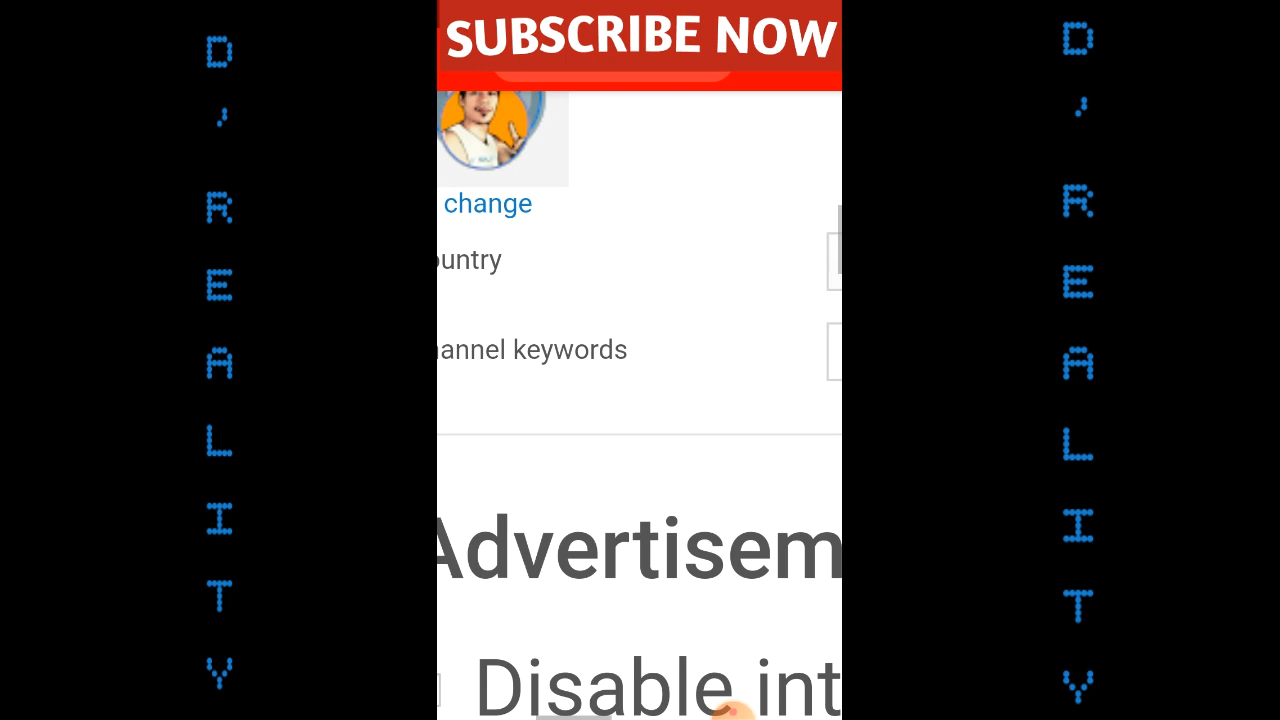 SUBSCRIBE NOW
D'REALITY
change
ountry
annel keywords
Advertisem
Disable int
D'REALITY